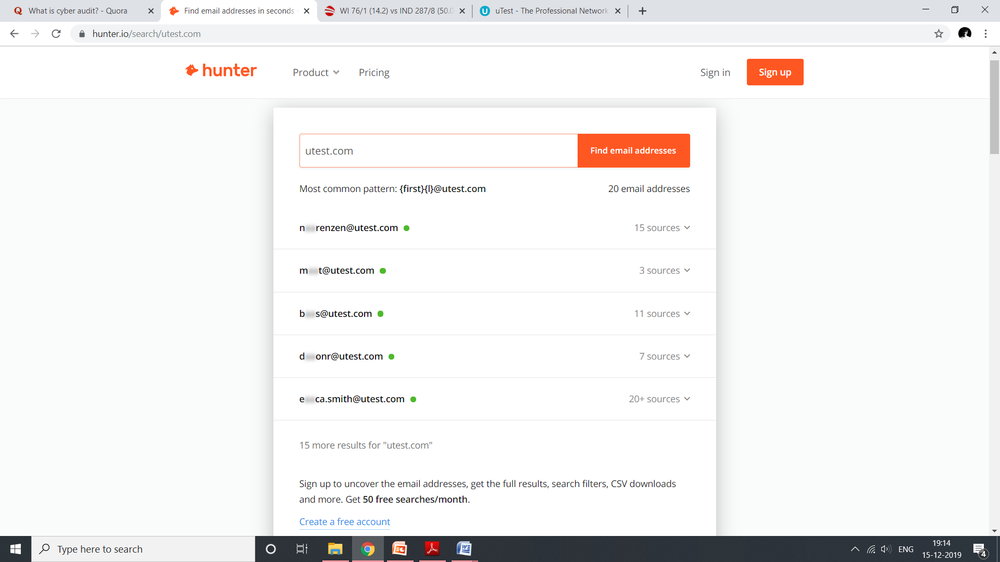 What is cyber audit? - Quora
Find email addresses in seconds
WI 76/1 (14.2) vs IND 287/8 (50.0
uTest - The Professional Network
hunter.io/search/utest.com
hunter
Product
Pricing
Sign in
Sign up
utest.com
Find email addresses
Most common pattern: {first}{l}@utest.com
20 email addresses
n renzen@utest.com
15 sources
m t@utest.com
3 sources
b s@utest.com
11 sources
d onr@utest.com
7 sources
e ca.smith@utest.com
20+ sources
15 more results for "utest.com"
Sign up to uncover the email addresses, get the full results, search filters, CSV downloads
and more. Get 50 free searches/month.
Create a free account
Type here to search
ENG
19:14
15-12-2019
4